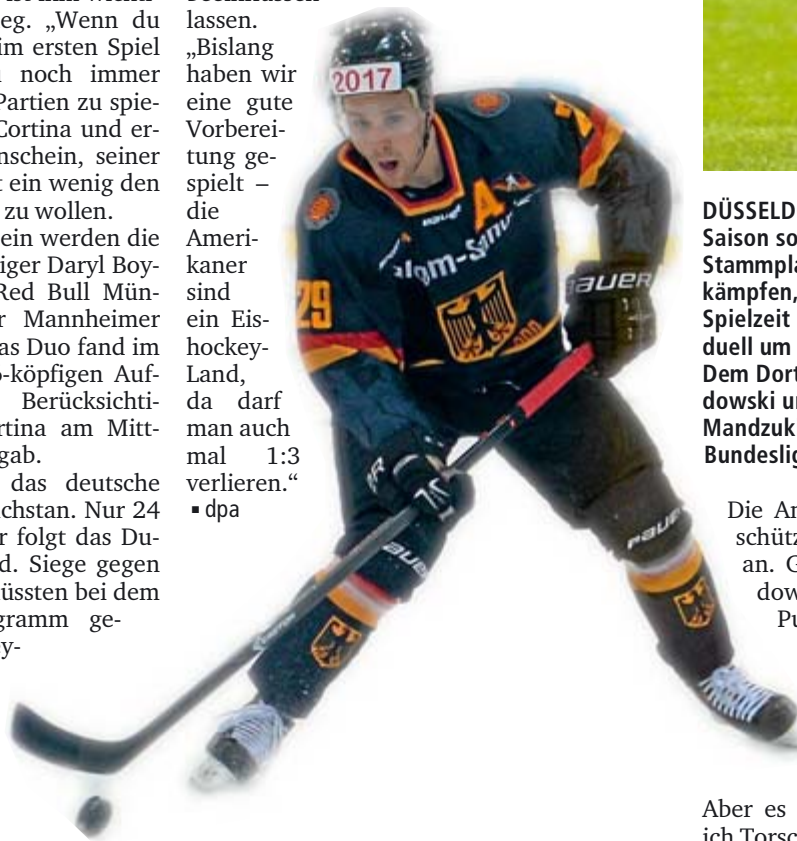 eg. „Wenn du
im ersten Spiel
noch immer
Partien zu spie-
Cortina und er-
nschein, seiner
t ein wenig den
zu wollen.
ein werden die
iger Daryl Boy-
Red Bull Mün-
r Mannheimer
as Duo fand im
-köpfigen Auf-
Berücksichti-
rtina am Mitt-
gab.
das deutsche
chstan. Nur 24
r folgt das Du-
d. Siege gegen
üssten bei dem
gramm ge-
y-
lassen.
„Bislang
haben wir
eine gute
Vorberei-
tung ge-
spielt –
die
Ameri-
kaner
sind
ein Eis-
hockey-
Land,
da darf
man auch
mal 1:3
verlieren.“
▪ dpa
2017
29
A
BAUER
DÜSSELD
Saison so
Stammpla
kämpfen,
Spielzeit
duell um
Dem Dort
dowski un
Mandzuk
Bundeslig
Die An
schütz
an. G
dow
Pu
Aber es
ich Torsc